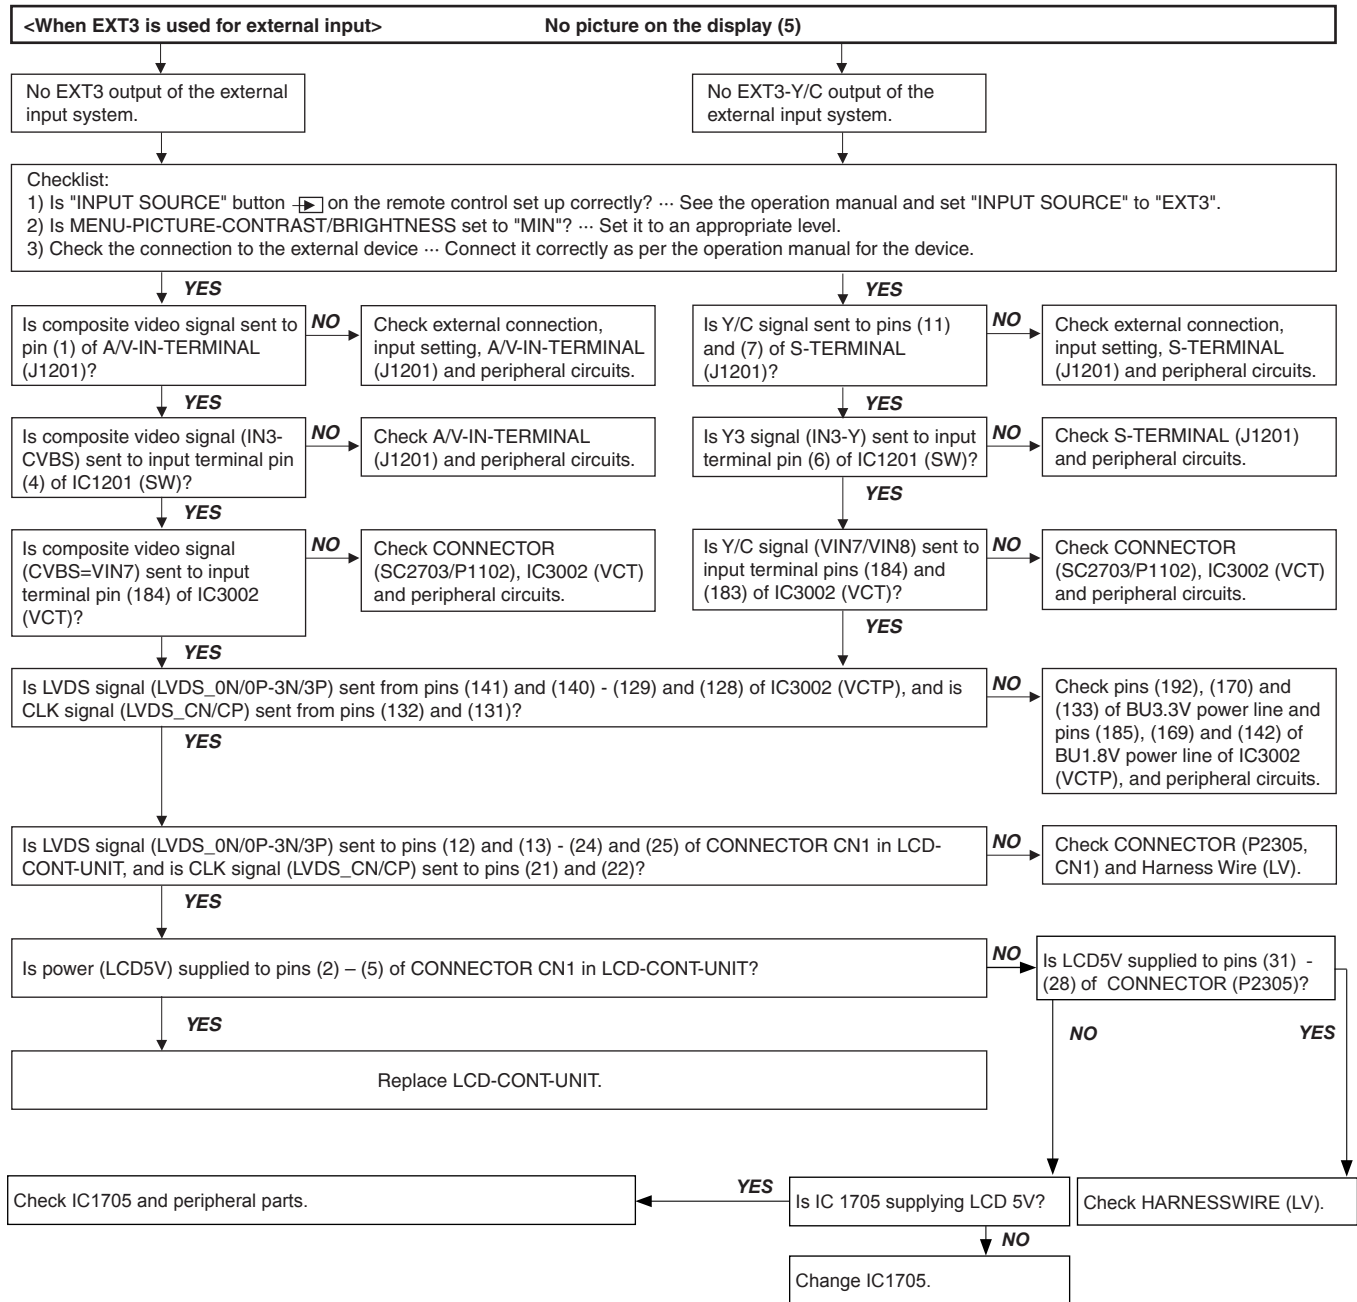 <When EXT3 is used for external input>
No picture on the display (5)
No EXT3 output of the external
input system.
No EXT3-Y/C output of the
external input system.
Checklist:
1) Is "INPUT SOURCE" button on the remote control set up correctly? ··· See the operation manual and set "INPUT SOURCE" to "EXT3".
2) Is MENU-PICTURE-CONTRAST/BRIGHTNESS set to "MIN"? ··· Set it to an appropriate level.
3) Check the connection to the external device ··· Connect it correctly as per the operation manual for the device.
YES
YES
Is composite video signal sent to
pin (1) of A/V-IN-TERMINAL
(J1201)?
NO
Check external connection,
input setting, A/V-IN-TERMINAL
(J1201) and peripheral circuits.
Is Y/C signal sent to pins (11)
and (7) of S-TERMINAL
(J1201)?
NO
Check external connection,
input setting, S-TERMINAL
(J1201) and peripheral circuits.
YES
YES
Is composite video signal (IN3-
CVBS) sent to input terminal pin
(4) of IC1201 (SW)?
NO
Check A/V-IN-TERMINAL
(J1201) and peripheral circuits.
Is Y3 signal (IN3-Y) sent to input
terminal pin (6) of IC1201 (SW)?
NO
Check S-TERMINAL (J1201)
and peripheral circuits.
YES
YES
Is composite video signal
(CVBS=VIN7) sent to input
terminal pin (184) of IC3002
(VCT)?
NO
Check CONNECTOR
(SC2703/P1102), IC3002 (VCT)
and peripheral circuits.
Is Y/C signal (VIN7/VIN8) sent to
input terminal pins (184) and
(183) of IC3002 (VCT)?
NO
Check CONNECTOR
(SC2703/P1102), IC3002 (VCT)
and peripheral circuits.
YES
YES
Is LVDS signal (LVDS_0N/0P-3N/3P) sent from pins (141) and (140) - (129) and (128) of IC3002 (VCTP), and is
CLK signal (LVDS_CN/CP) sent from pins (132) and (131)?
NO
Check pins (192), (170) and
(133) of BU3.3V power line and
pins (185), (169) and (142) of
BU1.8V power line of IC3002
(VCTP), and peripheral circuits.
YES
Is LVDS signal (LVDS_0N/0P-3N/3P) sent to pins (12) and (13) - (24) and (25) of CONNECTOR CN1 in LCD-
CONT-UNIT, and is CLK signal (LVDS_CN/CP) sent to pins (21) and (22)?
NO
Check CONNECTOR (P2305,
CN1) and Harness Wire (LV).
YES
Is power (LCD5V) supplied to pins (2) – (5) of CONNECTOR CN1 in LCD-CONT-UNIT?
NO
Is LCD5V supplied to pins (31) -
(28) of CONNECTOR (P2305)?
YES
NO
YES
Replace LCD-CONT-UNIT.
Check IC1705 and peripheral parts.
YES
Is IC 1705 supplying LCD 5V?
Check HARNESSWIRE (LV).
NO
Change IC1705.